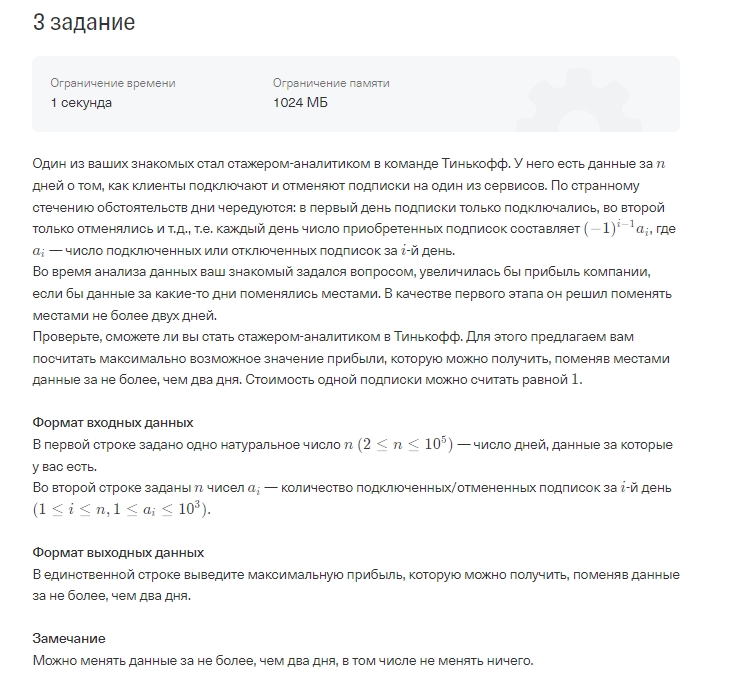 3 задание
Ограничение времени
Ограничение памяти
1 секунда
1024 МБ
Один из ваших знакомых стал стажером-аналитиком в команде Тинькофф. У него есть данные за n
дней о том, как клиенты подключают и отменяют подписки на один из сервисов. По странному
стечению обстоятельств дни чередуются: в первый день подписки только подключались, во второй
только отменялись и т.д., т.е. каждый день число приобретенных подписок составляет (−1)^{i−1}a_i, где
a_i — число подключенных или отключенных подписок за i-й день.
Во время анализа данных ваш знакомый задался вопросом, увеличилась бы прибыль компании,
если бы данные за какие-то дни поменялись местами. В качестве первого этапа он решил поменять
местами не более двух дней.
Проверьте, сможете ли вы стать стажером-аналитиком в Тинькофф. Для этого предлагаем вам
посчитать максимально возможное значение прибыли, которую можно получить, поменяв местами
данные за не более, чем два дня. Стоимость одной подписки можно считать равной 1.
Формат входных данных
В первой строке задано одно натуральное число n (2 ≤ n ≤ 10^5) — число дней, данные за которые
у вас есть.
Во второй строке заданы n чисел a_i — количество подключенных/отмененных подписок за i-й день
(1 ≤ i ≤ n, 1 ≤ a_i ≤ 10^3).
Формат выходных данных
В единственной строке выведите максимальную прибыль, которую можно получить, поменяв данные
за не более, чем два дня.
Замечание
Можно менять данные за не более, чем два дня, в том числе не менять ничего.